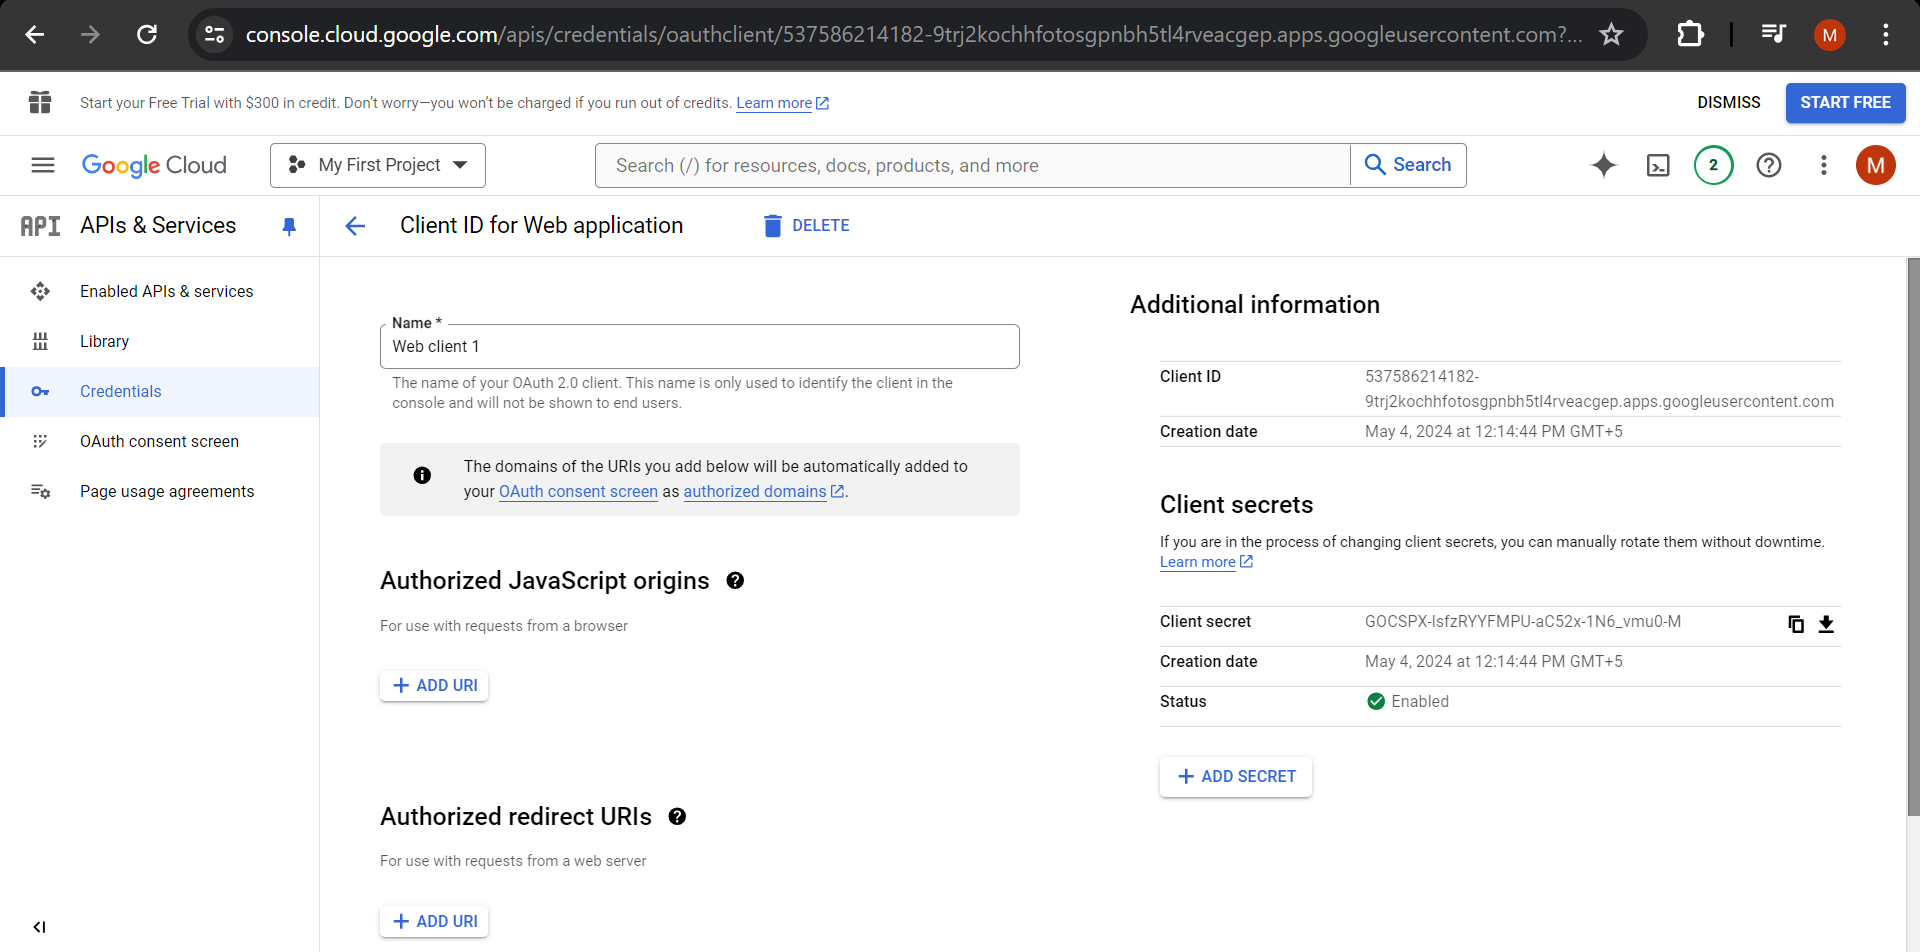 console.cloud.google.com/apis/credentials/oauthclient/537586214182-9trj2kochhfotosgpnbh5tl4rveacgep.apps.googleusercontent.com?...
M
Start your Free Trial with $300 in credit. Don't worry—you won't be charged if you run out of credits. Learn more
DISMISS
START FREE
Google Cloud
My First Project
Search (/) for resources, docs, products, and more
Search
2
M
API APIs & Services
Client ID for Web application
DELETE
Enabled APIs & services
Library
Credentials
OAuth consent screen
Page usage agreements
Name *
Web client 1
The name of your OAuth 2.0 client. This name is only used to identify the client in the
console and will not be shown to end users.
The domains of the URIs you add below will be automatically added to
your OAuth consent screen as authorized domains.
Authorized JavaScript origins
For use with requests from a browser
+ ADD URI
Authorized redirect URIs
For use with requests from a web server
+ ADD URI
Additional information
Client ID 537586214182-
9trj2kochhfotosgpnbh5tl4rveacgep.apps.googleusercontent.com
Creation date May 4, 2024 at 12:14:44 PM GMT+5
Client secrets
If you are in the process of changing client secrets, you can manually rotate them without downtime.
Learn more
Client secret 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
Creation date May 4, 2024 at 12:14:44 PM GMT+5
Status Enabled
+ ADD SECRET